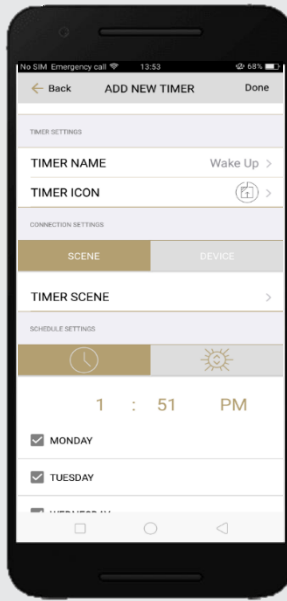 No SIM Emergency call 13:53 68%
Back ADD NEW TIMER Done
TIMER SETTINGS
TIMER NAME Wake Up
TIMER ICON
CONNECTION SETTINGS
SCENE DEVICE
TIMER SCENE
SCHEDULE SETTINGS
1 : 51 PM
MONDAY
TUESDAY
WEDNESDAY